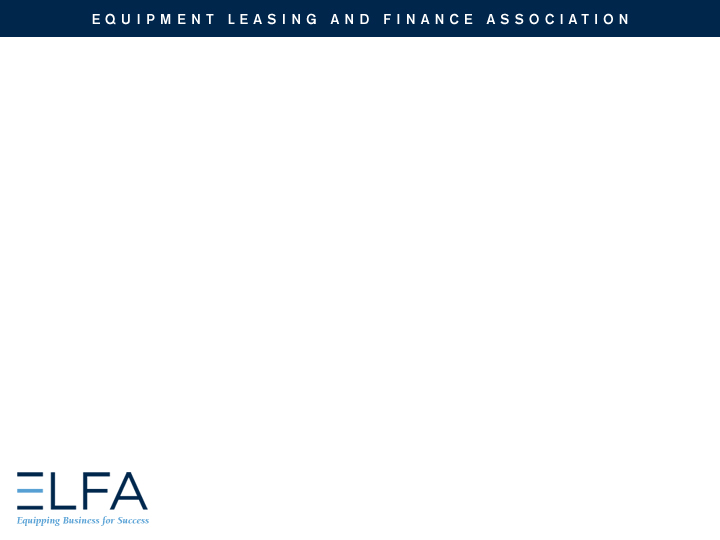 EQUIPMENT LEASING AND FINANCE ASSOCIATION
ELFA
Equipping Business for Success